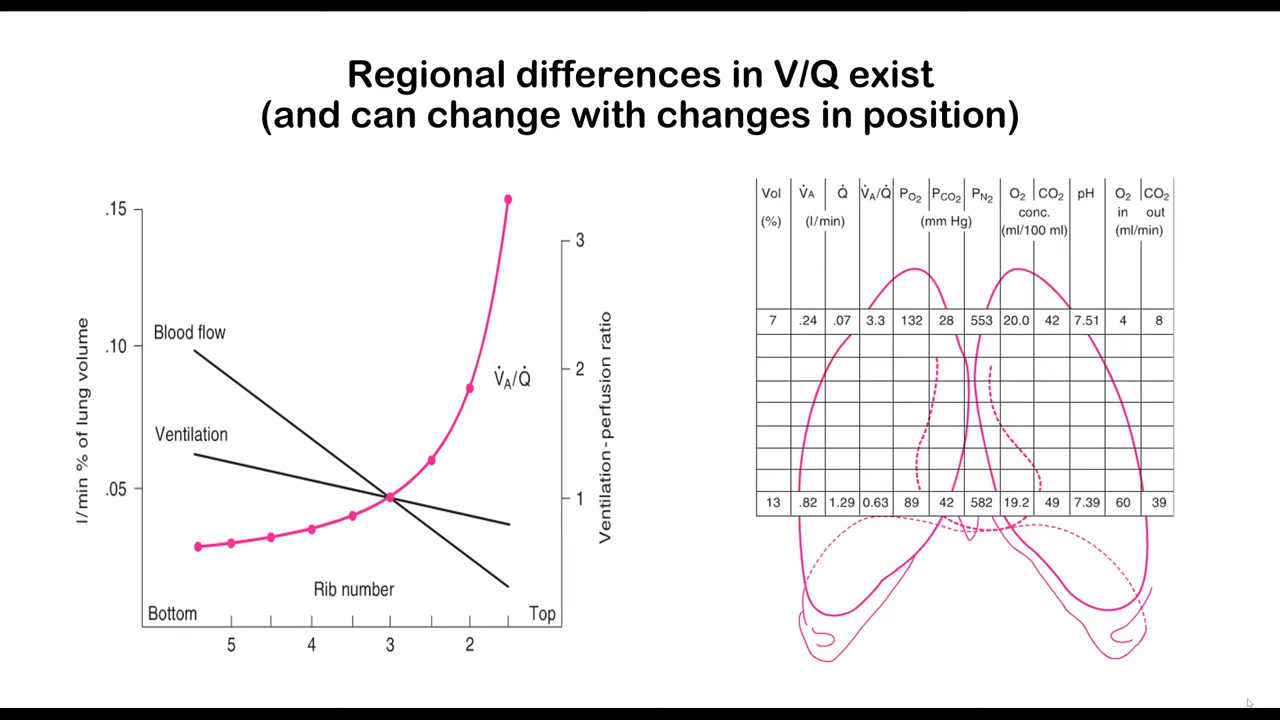 Regional differences in V/Q exist
(and can change with changes in position)
.15
.10
.05
l/min % of lung volume
Blood flow
Ventilation
V̇A/Q̇
Rib number
Bottom
Top
5 4 3 2
3
2
1
Ventilation-perfusion ratio
Vol V̇A Q̇ V̇A/Q̇ PO2 PCO2 PN2 O2 CO2 pH O2 CO2
conc. in out
(%) (l/min) (mm Hg) (ml/100 ml) (ml/min)
7 .24 .07 3.3 132 28 553 20.0 42 7.51 4 8
13 .82 1.29 0.63 89 42 582 19.2 49 7.39 60 39